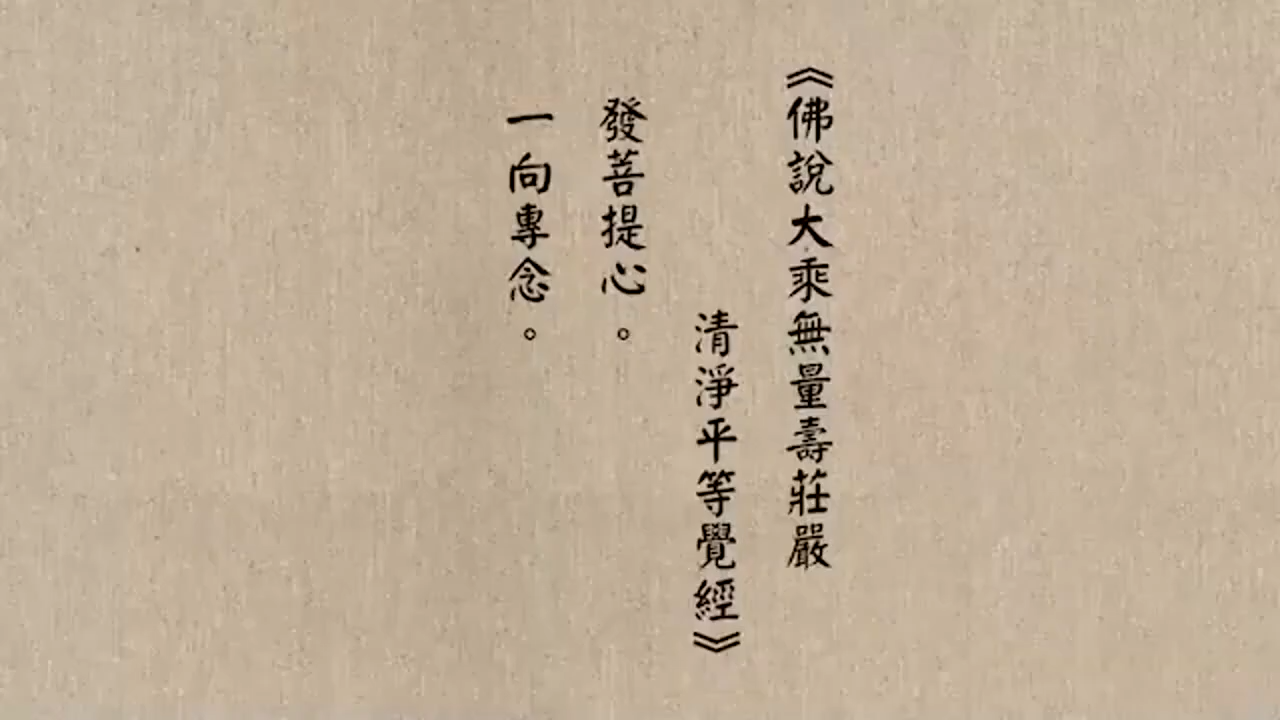 《佛說大乘無量壽莊嚴
清淨平等覺經》
發菩提心。
一向專念。